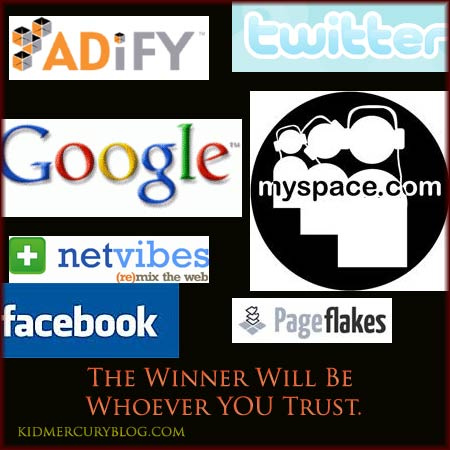 ADiFY™
twitter
Google™
myspace.com
netvibes
(re)mix the web
facebook
Pageflakes
The Winner Will Be
Whoever YOU Trust.
KIDMERCURYBLOG.COM